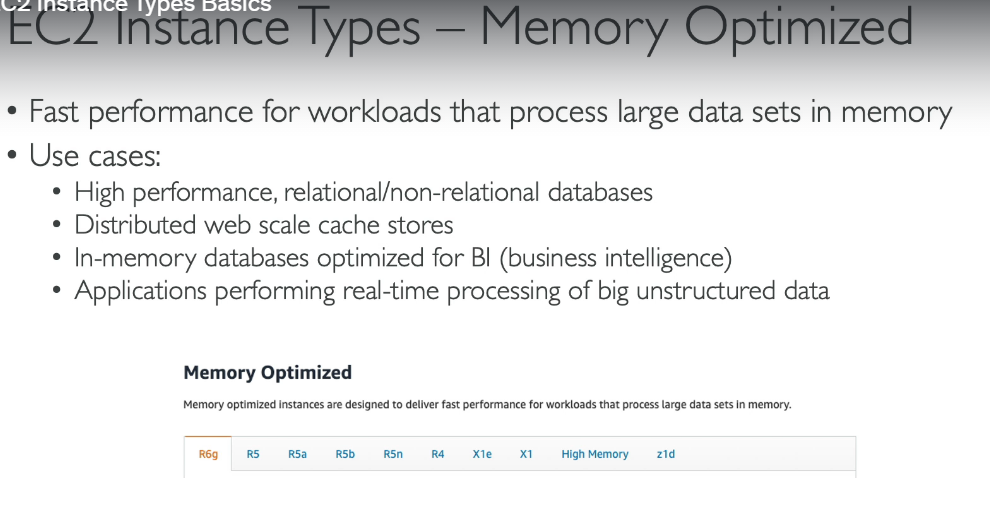 C2 Instance Types Basics
EC2 Instance Types – Memory Optimized
• Fast performance for workloads that process large data sets in memory
• Use cases:
• High performance, relational/non-relational databases
• Distributed web scale cache stores
• In-memory databases optimized for BI (business intelligence)
• Applications performing real-time processing of big unstructured data
Memory Optimized
Memory optimized instances are designed to deliver fast performance for workloads that process large data sets in memory.
R6g R5 R5a R5b R5n R4 X1e X1 High Memory z1d